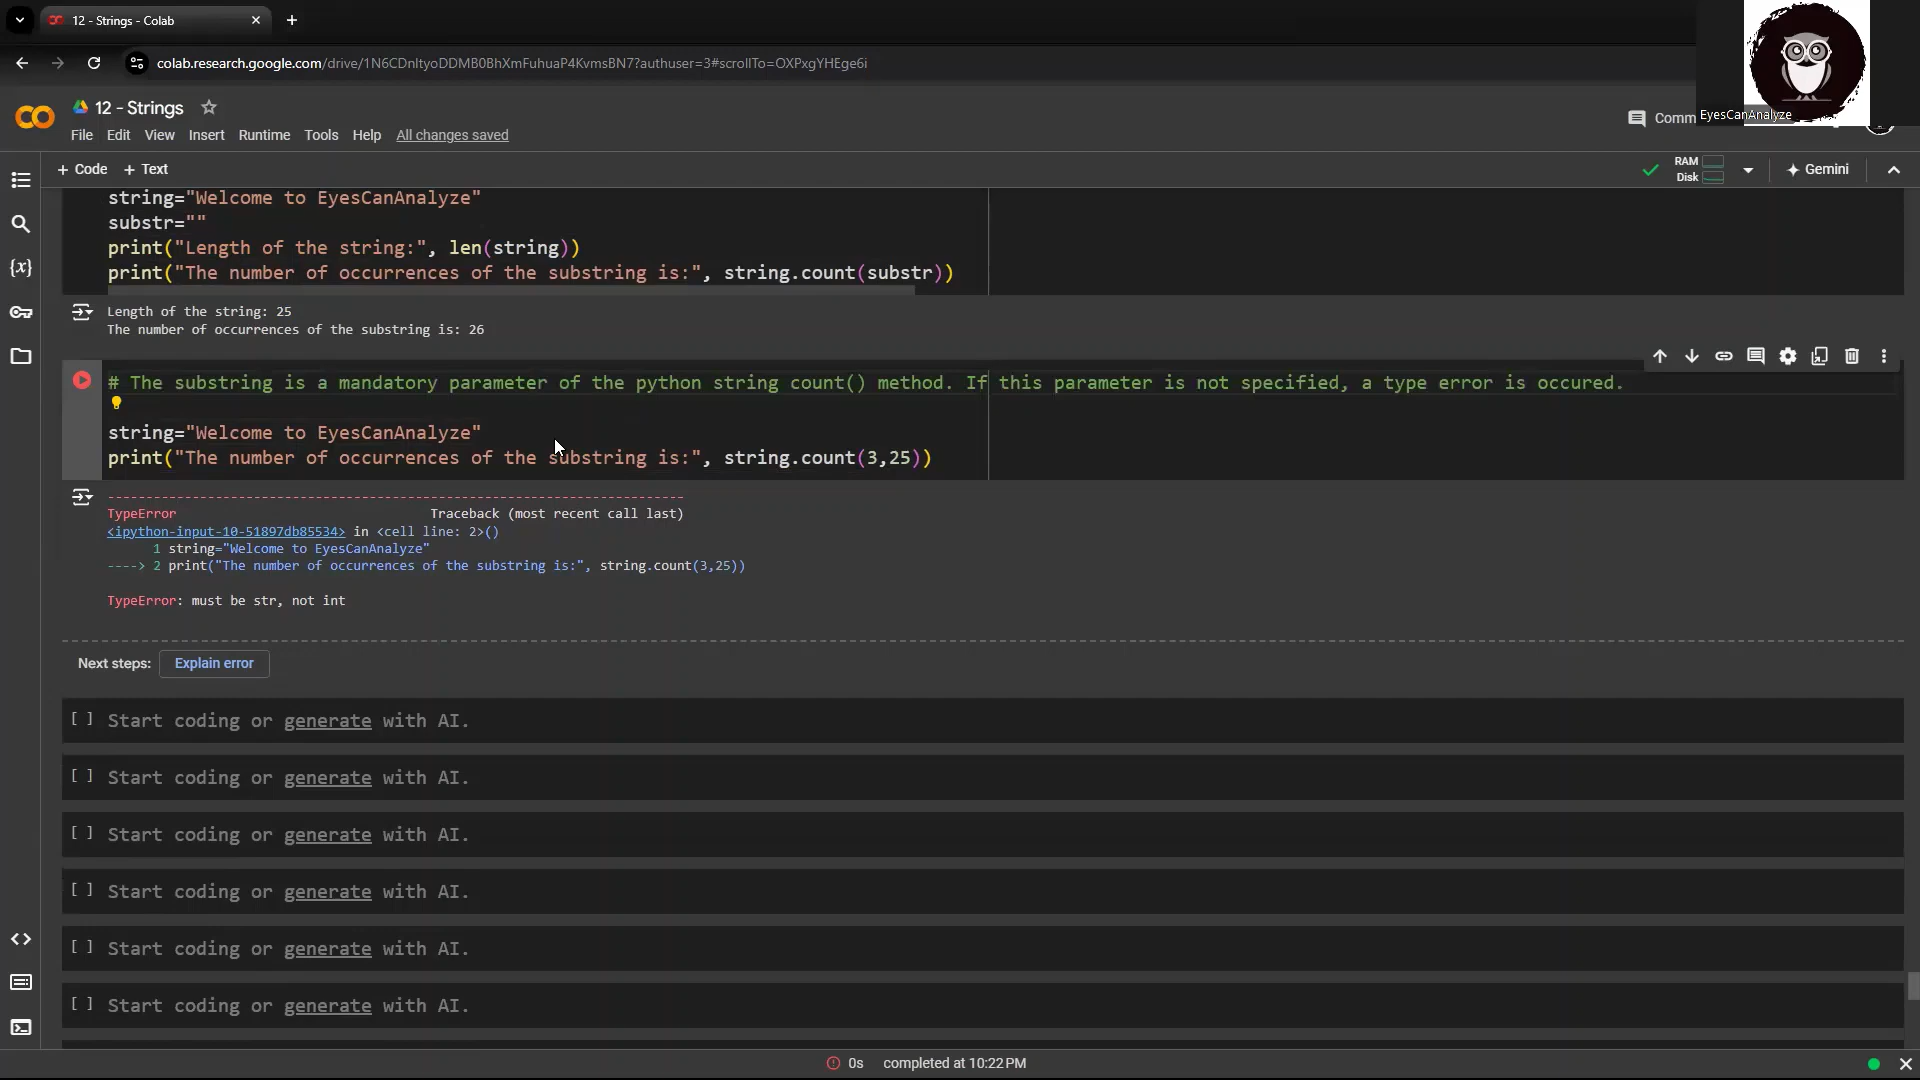 12 - Strings - Colab
colab.research.google.com/drive/1N6CDnItyoDDMB0BhXmFuhuaP4KvmsBN7?authuser=3#scrollTo=OXPxgYHEge6i
12 - Strings
File Edit View Insert Runtime Tools Help All changes saved
Comm
EyesCanAnalyze
+ Code + Text
RAM
Disk
Gemini
string="Welcome to EyesCanAnalyze"
substr=""
print("Length of the string:", len(string))
print("The number of occurrences of the substring is:", string.count(substr))
Length of the string: 25
The number of occurrences of the substring is: 26
# The substring is a mandatory parameter of the python string count() method. If this parameter is not specified, a type error is occured.
string="Welcome to EyesCanAnalyze"
print("The number of occurrences of the substring is:", string.count(3,25))
---------------------------------------------------------------------------
TypeError Traceback (most recent call last)
<ipython-input-10-51897db85534> in <cell line: 2>()
1 string="Welcome to EyesCanAnalyze"
----> 2 print("The number of occurrences of the substring is:", string.count(3,25))
TypeError: must be str, not int
Next steps: Explain error
[ ] Start coding or generate with AI.
[ ] Start coding or generate with AI.
[ ] Start coding or generate with AI.
[ ] Start coding or generate with AI.
[ ] Start coding or generate with AI.
[ ] Start coding or generate with AI.
0s completed at 10:22 PM